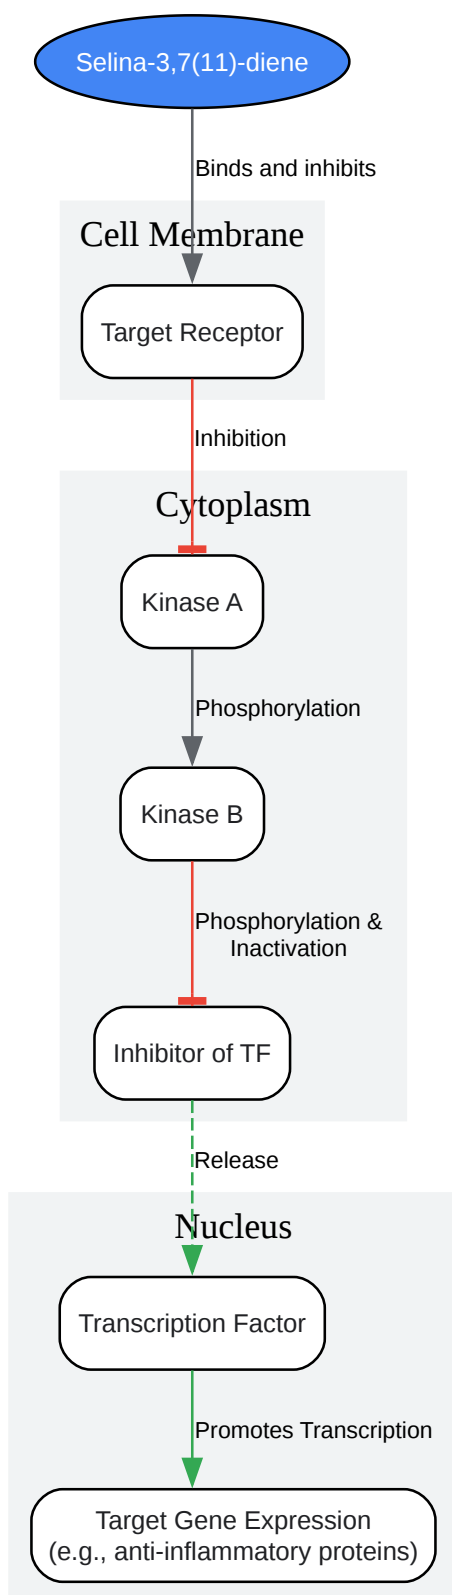 Selina-3,7(11)-diene
Binds and inhibits
Cell Membrane
Target Receptor
Inhibition
Cytoplasm
Kinase A
Phosphorylation
Kinase B
Phosphorylation &
Inactivation
Inhibitor of TF
Release
Nucleus
Transcription Factor
Promotes Transcription
Target Gene Expression
(e.g., anti-inflammatory proteins)